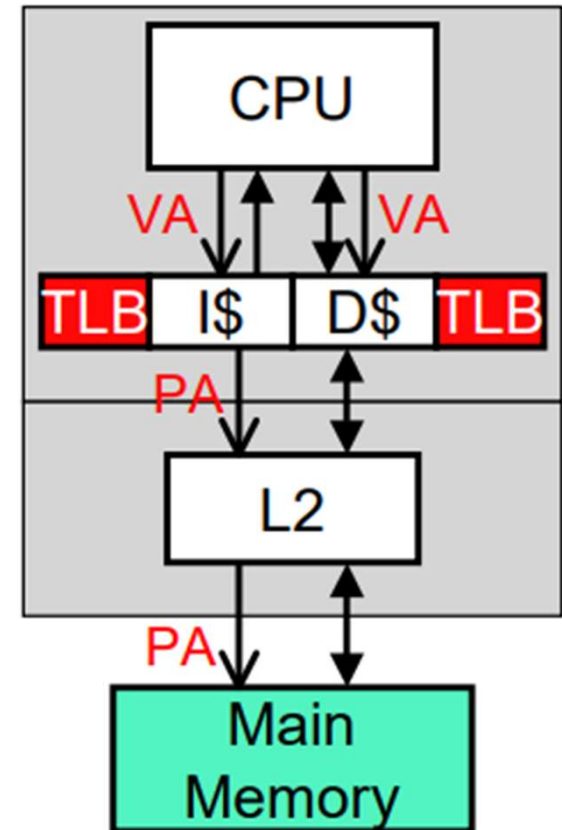 CPU
VA VA
TLB I$ D$ TLB
PA
L2
PA
Main
Memory